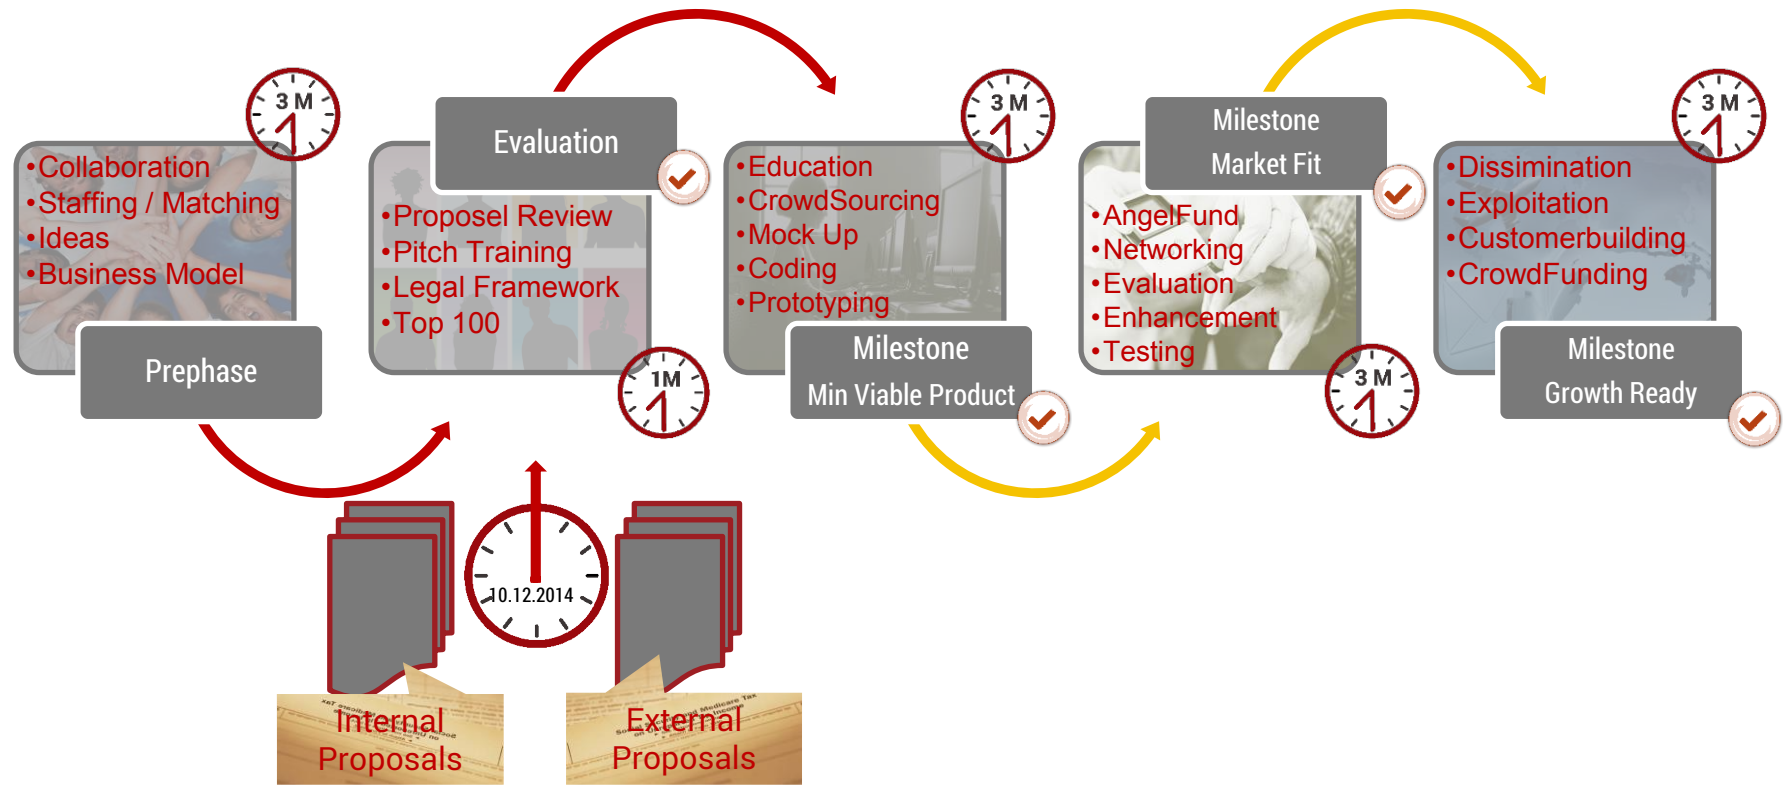 3 M
•Collaboration
•Staffing / Matching
•Ideas
•Business Model
Prephase
Evaluation
•Proposel Review
•Pitch Training
•Legal Framework
•Top 100
1M
3 M
•Education
•CrowdSourcing
•Mock Up
•Coding
•Prototyping
Milestone
Min Viable Product
Milestone
Market Fit
•AngelFund
•Networking
•Evaluation
•Enhancement
•Testing
3 M
3 M
•Dissimination
•Exploitation
•Customerbuilding
•CrowdFunding
Milestone
Growth Ready
10.12.2014
Internal
Proposals
External
Proposals